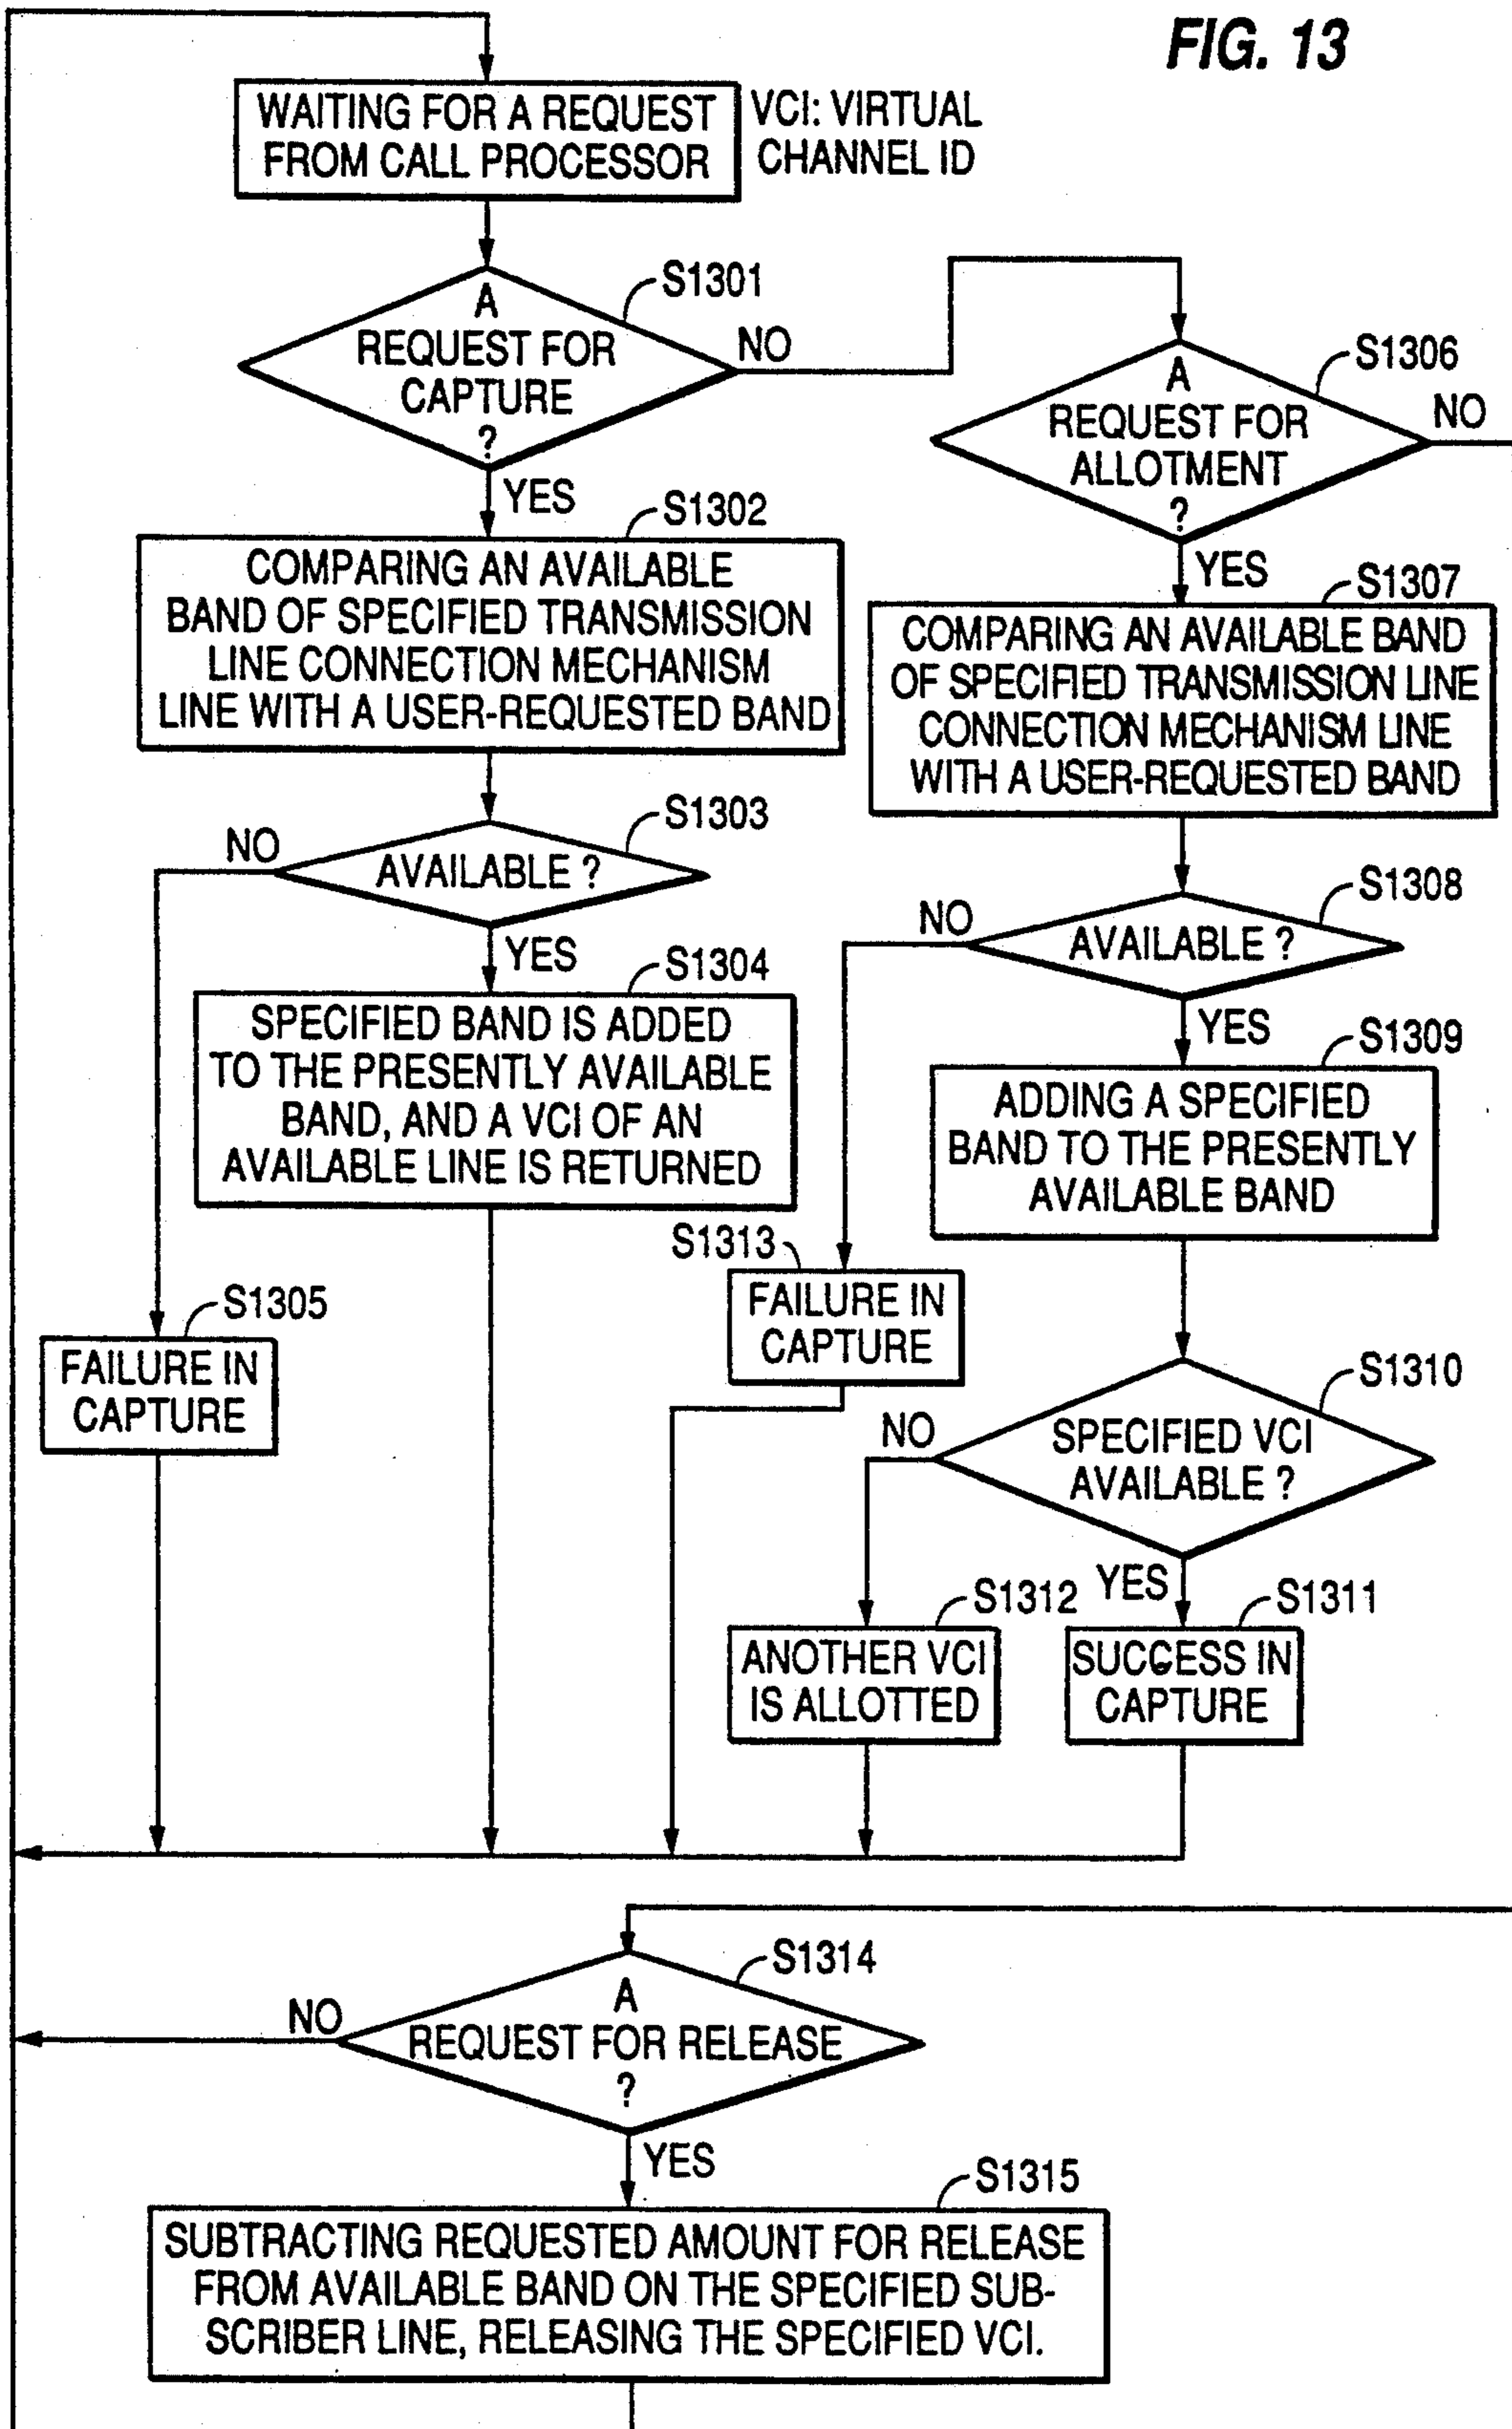 FIG. 13
WAITING FOR A REQUEST
FROM CALL PROCESSOR
VCI: VIRTUAL
CHANNEL ID
S1301
A
REQUEST FOR
CAPTURE
?
NO
YES
S1306
A
REQUEST FOR
ALLOTMENT
?
NO
YES
S1302
COMPARING AN AVAILABLE
BAND OF SPECIFIED TRANSMISSION
LINE CONNECTION MECHANISM
LINE WITH A USER-REQUESTED BAND
S1307
COMPARING AN AVAILABLE BAND
OF SPECIFIED TRANSMISSION LINE
CONNECTION MECHANISM LINE
WITH A USER-REQUESTED BAND
S1303
NO
AVAILABLE ?
YES
S1308
NO
AVAILABLE ?
YES
S1304
SPECIFIED BAND IS ADDED
TO THE PRESENTLY AVAILABLE
BAND, AND A VCI OF AN
AVAILABLE LINE IS RETURNED
S1309
ADDING A SPECIFIED
BAND TO THE PRESENTLY
AVAILABLE BAND
S1313
FAILURE IN
CAPTURE
S1305
FAILURE IN
CAPTURE
S1310
NO
SPECIFIED VCI
AVAILABLE ?
YES
S1312
ANOTHER VCI
IS ALLOTTED
S1311
SUCCESS IN
CAPTURE
S1314
A
REQUEST FOR RELEASE
?
NO
YES
S1315
SUBTRACTING REQUESTED AMOUNT FOR RELEASE
FROM AVAILABLE BAND ON THE SPECIFIED SUB-
SCRIBER LINE, RELEASING THE SPECIFIED VCI.